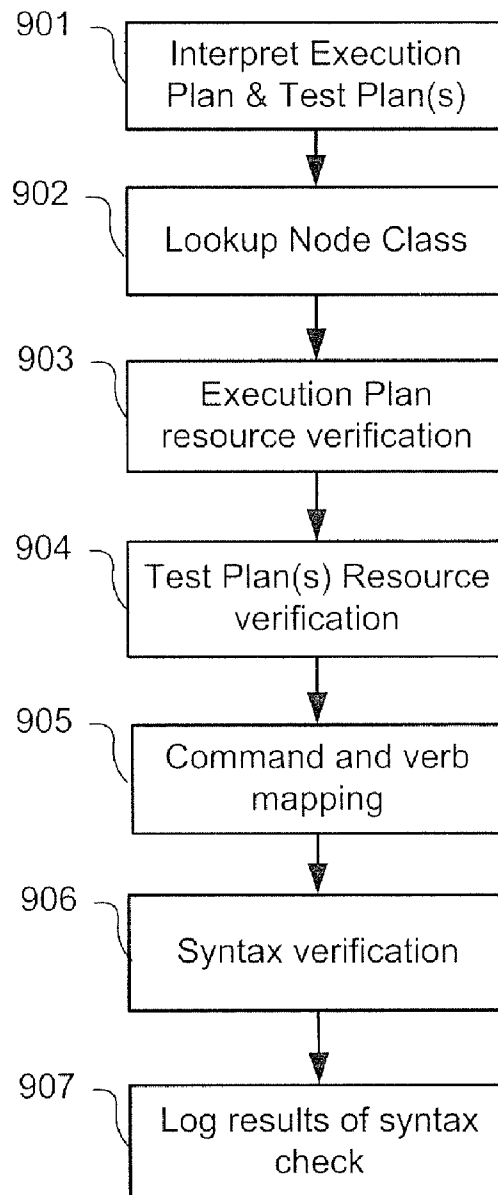 901
Interpret Execution
Plan & Test Plan(s)
902
Lookup Node Class
903
Execution Plan
resource verification
904
Test Plan(s) Resource
verification
905
Command and verb
mapping
906
Syntax verification
907
Log results of syntax
check